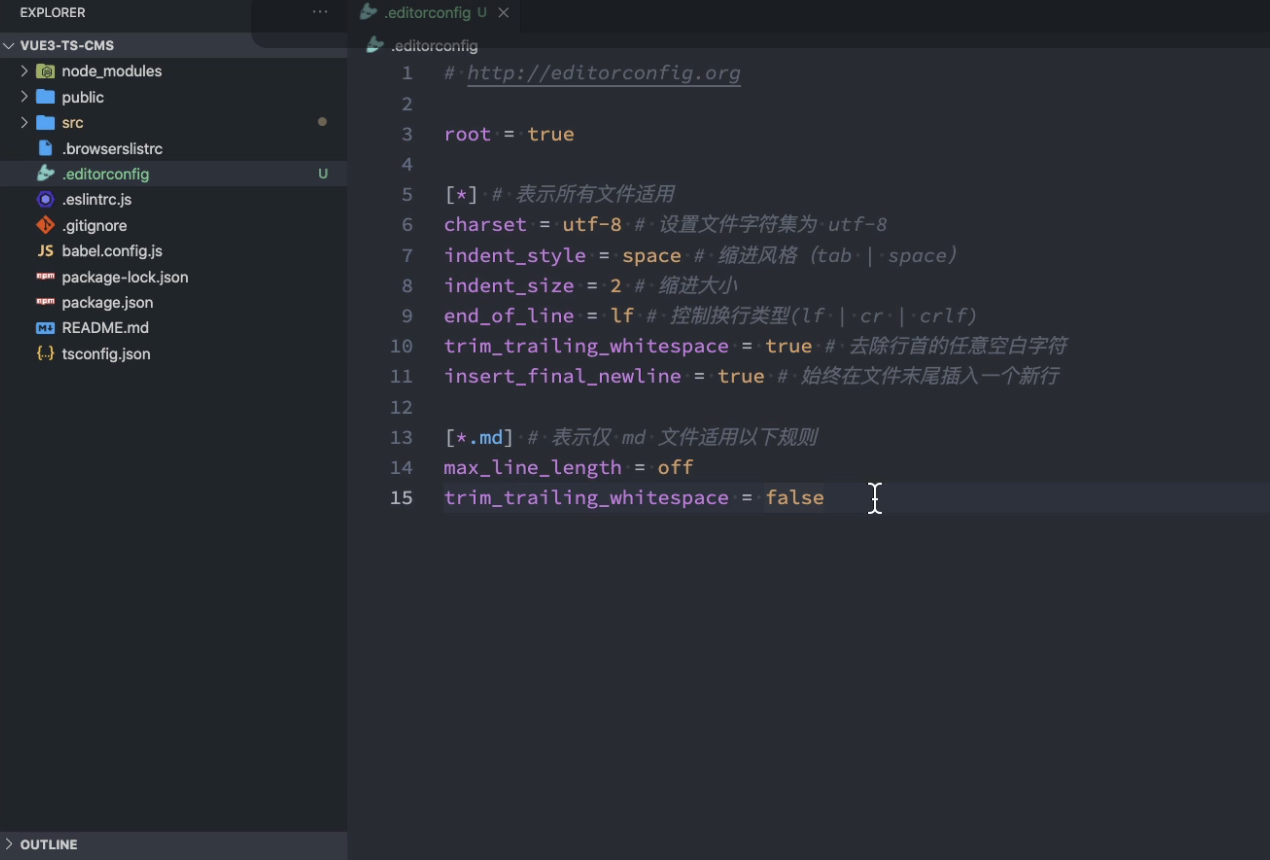 EXPLORER
···
.editorconfig U
VUE3-TS-CMS
.editorconfig
node_modules
public
src
.browserslistrc
.editorconfig U
.eslintrc.js
.gitignore
JS babel.config.js
npm package-lock.json
npm package.json
M README.md
{..} tsconfig.json
OUTLINE
1 # http://editorconfig.org
2
3 root = true
4
5 [*] # 表示所有文件适用
6 charset = utf-8 # 设置文件字符集为 utf-8
7 indent_style = space # 缩进风格（tab | space）
8 indent_size = 2 # 缩进大小
9 end_of_line = lf # 控制换行类型(lf | cr | crlf)
10 trim_trailing_whitespace = true # 去除行首的任意空白字符
11 insert_final_newline = true # 始终在文件末尾插入一个新行
12
13 [*.md] # 表示仅 md 文件适用以下规则
14 max_line_length = off
15 trim_trailing_whitespace = false